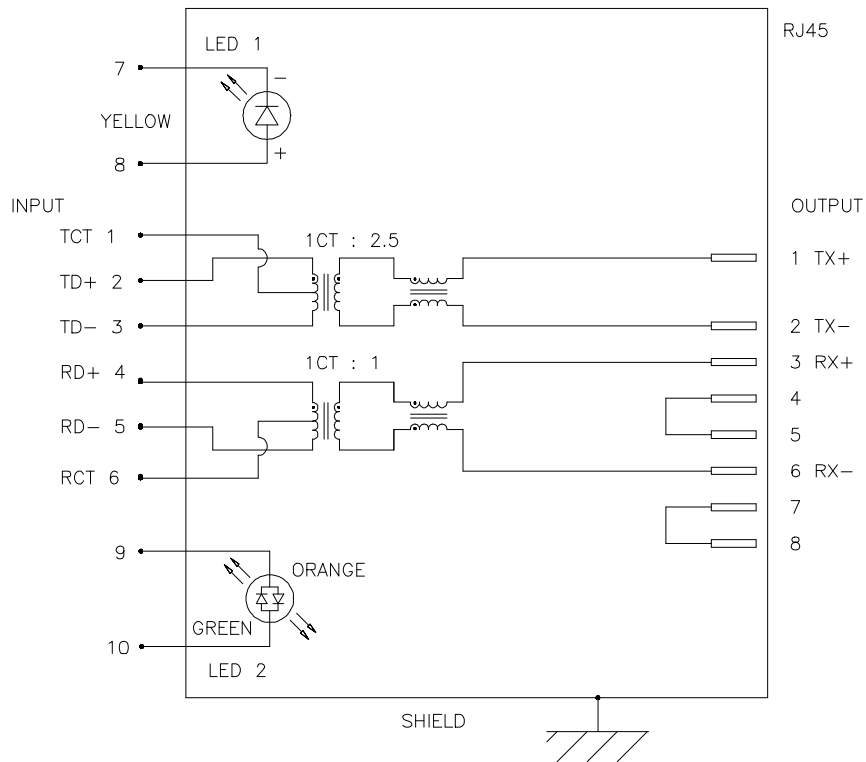 RJ45
LED 1
7
−
YELLOW
8
+
INPUT
OUTPUT
TCT 1
1CT : 2.5
1 TX+
TD+ 2
TD− 3
2 TX−
1CT : 1
3 RX+
RD+ 4
4
RD− 5
5
RCT 6
6 RX−
7
8
9
ORANGE
GREEN
10
LED 2
SHIELD